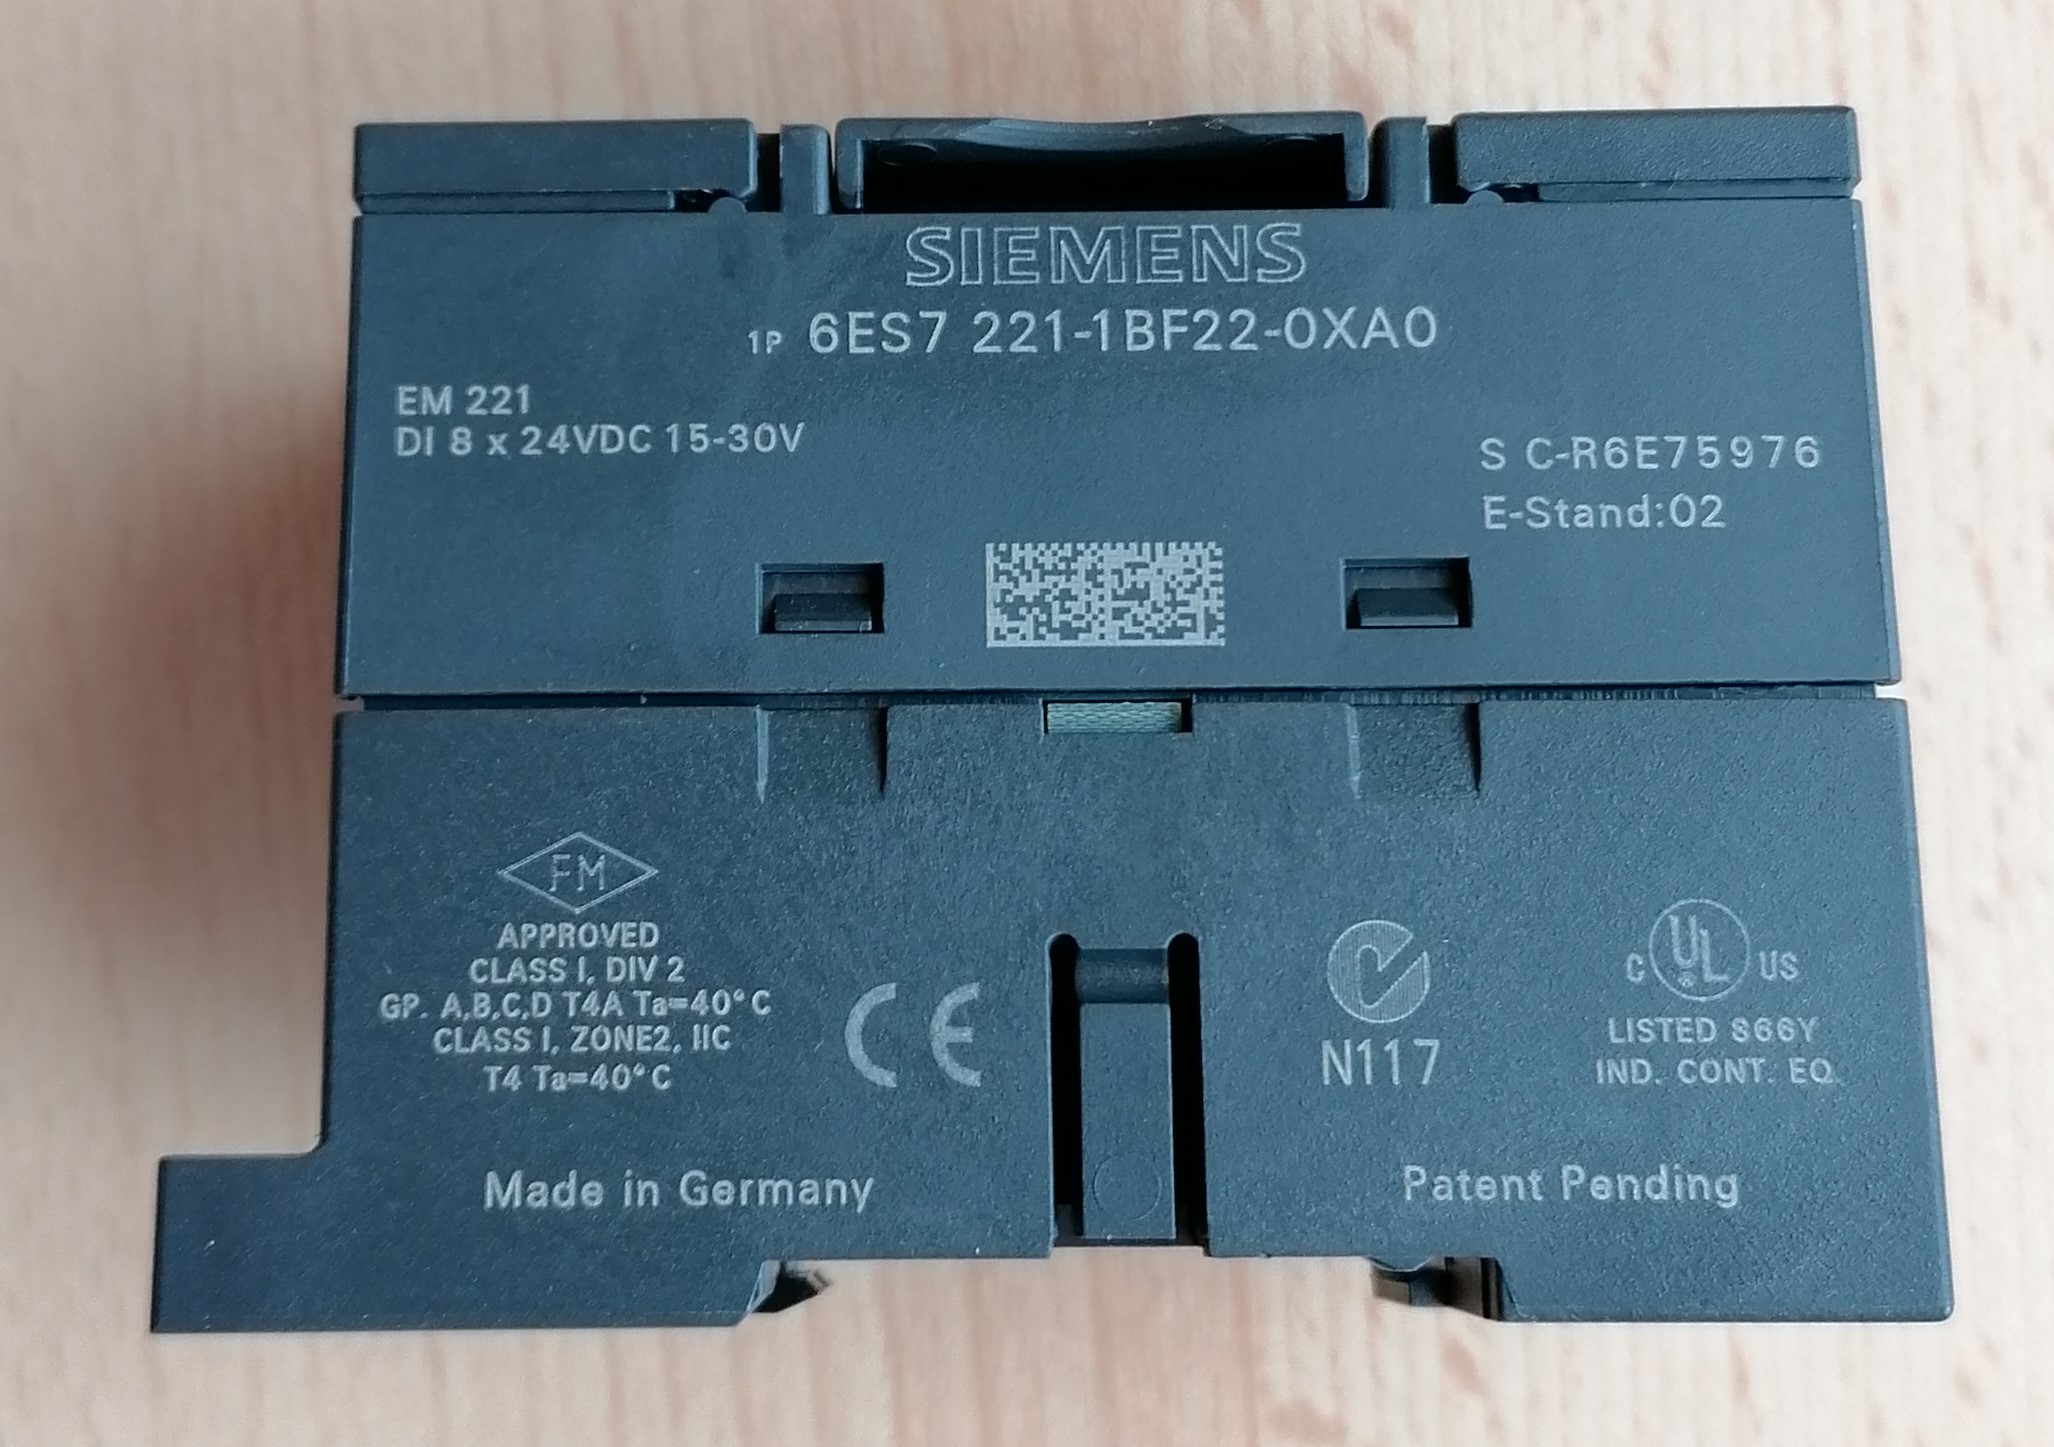 SIEMENS
1P 6ES7 221-1BF22-0XA0
EM 221
DI 8 x 24VDC 15-30V
S C-R6E75976
E-Stand:02
FM
APPROVED
CLASS I, DIV 2
GP. A,B,C,D T4A Ta=40°C
CLASS I, ZONE2, IIC
T4 Ta=40°C
CE
N117
C UL US
LISTED 866Y
IND. CONT. EQ.
Made in Germany
Patent Pending